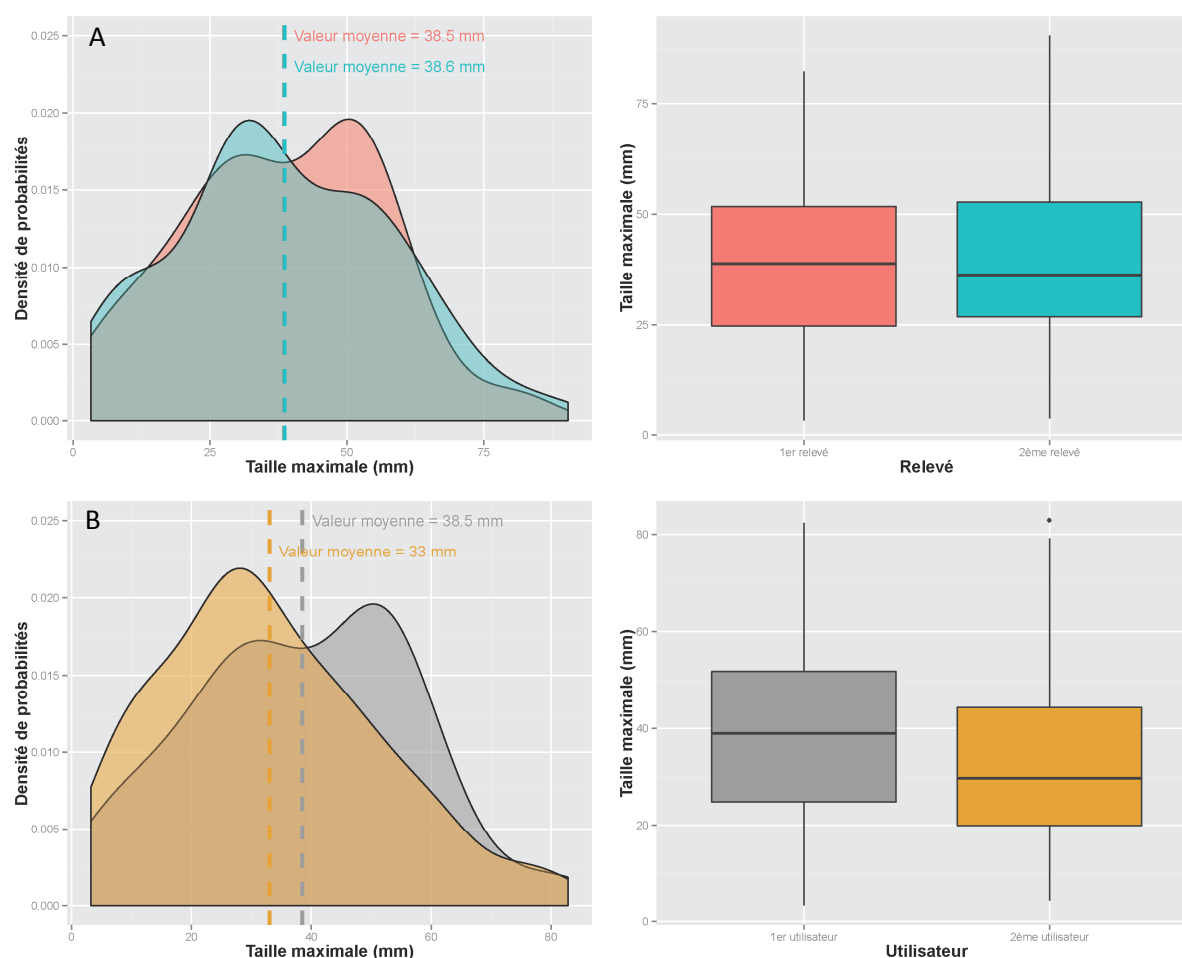 A
Valeur moyenne = 38.5 mm
Valeur moyenne = 38.6 mm
Densité de probabilités
0.025
0.020
0.015
0.010
0.005
0.000
0
25
50
75
Taille maximale (mm)
Taille maximale (mm)
75
50
25
0
1er relevé
2ème relevé
Relevé
B
Valeur moyenne = 38.5 mm
Valeur moyenne = 33 mm
Densité de probabilités
0.025
0.020
0.015
0.010
0.005
0.000
0
20
40
60
80
Taille maximale (mm)
Taille maximale (mm)
80
60
40
20
0
1er utilisateur
2ème utilisateur
Utilisateur